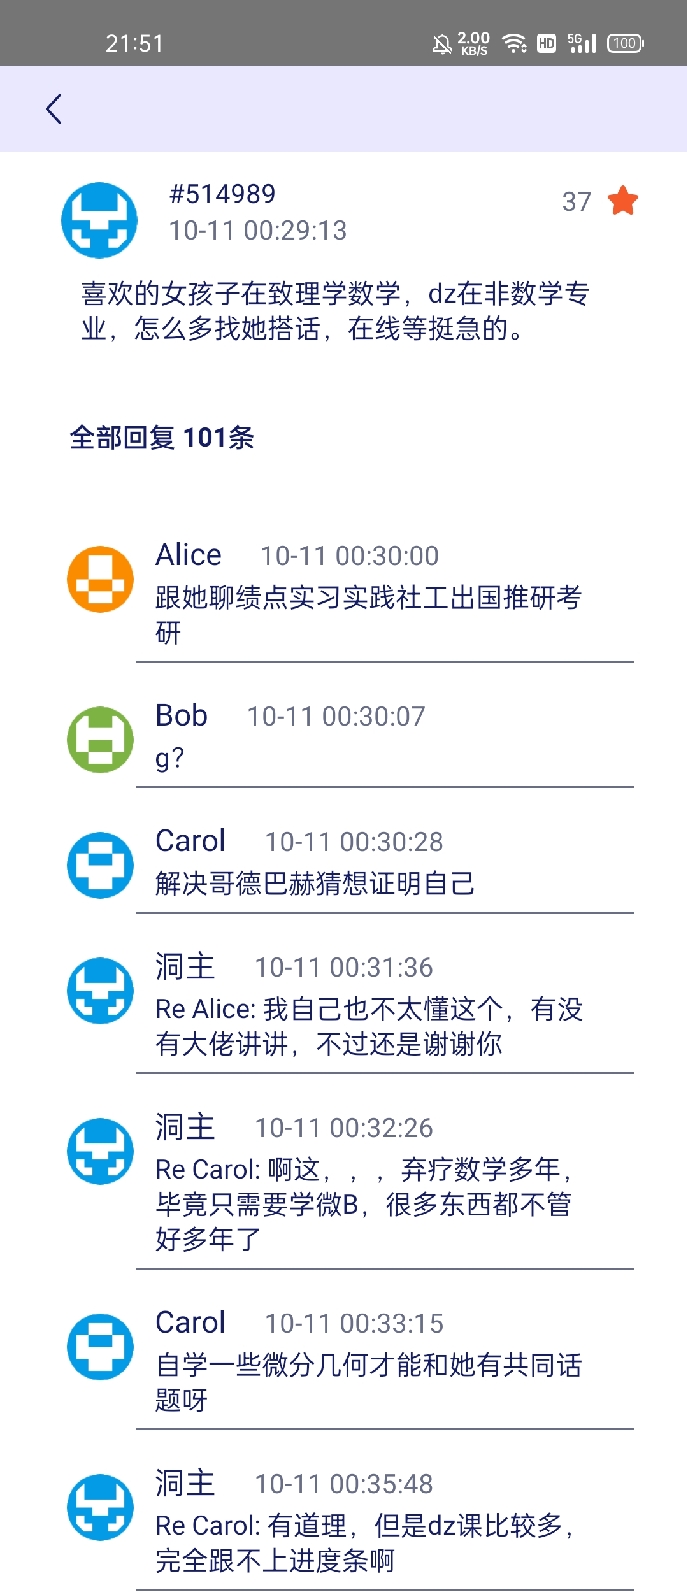 21:51
2.00
KB/S
HD
5G
100
#514989
37
10-11 00:29:13
喜欢的女孩子在致理学数学，dz在非数学专
业，怎么多找她搭话，在线等挺急的。
全部回复 101条
Alice 10-11 00:30:00
跟她聊绩点实习实践社工出国推研考
研
Bob 10-11 00:30:07
g?
Carol 10-11 00:30:28
解决哥德巴赫猜想证明自己
洞主 10-11 00:31:36
Re Alice: 我自己也不太懂这个，有没
有大佬讲讲，不过还是谢谢你
洞主 10-11 00:32:26
Re Carol: 啊这，，，弃疗数学多年，
毕竟只需要学微B，很多东西都不管
好多年了
Carol 10-11 00:33:15
自学一些微分几何才能和她有共同话
题呀
洞主 10-11 00:35:48
Re Carol: 有道理，但是dz课比较多，
完全跟不上进度条啊